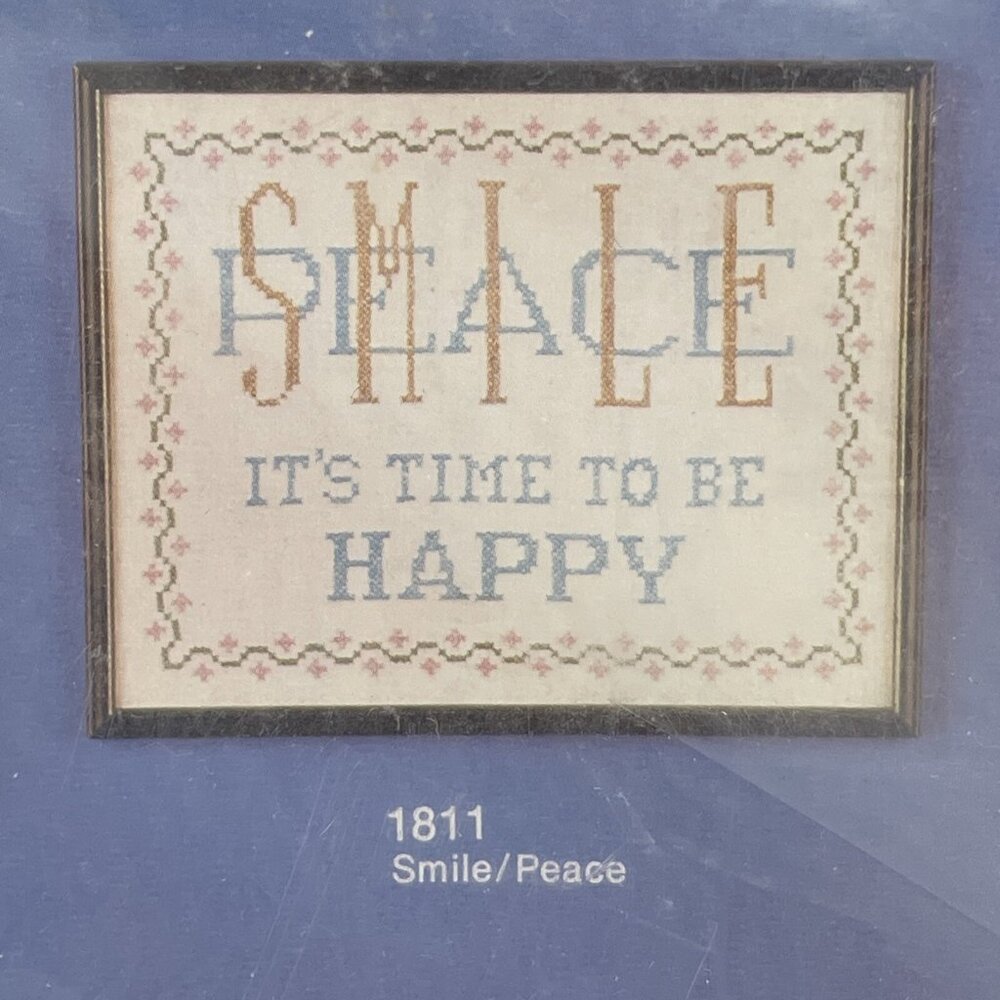 SMILE
PEACE
IT'S TIME TO BE
HAPPY
1811
Smile/Peace